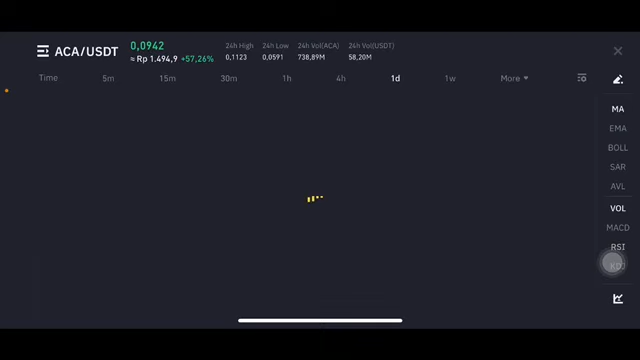 ACA/USDT
0,0942
≈ Rp 1.494,9 +57,26%
24h High
0,1123
24h Low
0,0591
24h Vol(ACA)
738,89M
24h Vol(USDT)
58,20M
Time 5m 15m 30m 1h 4h 1d 1w More
MA
EMA
BOLL
SAR
AVL
VOL
MACD
RSI
KDJ